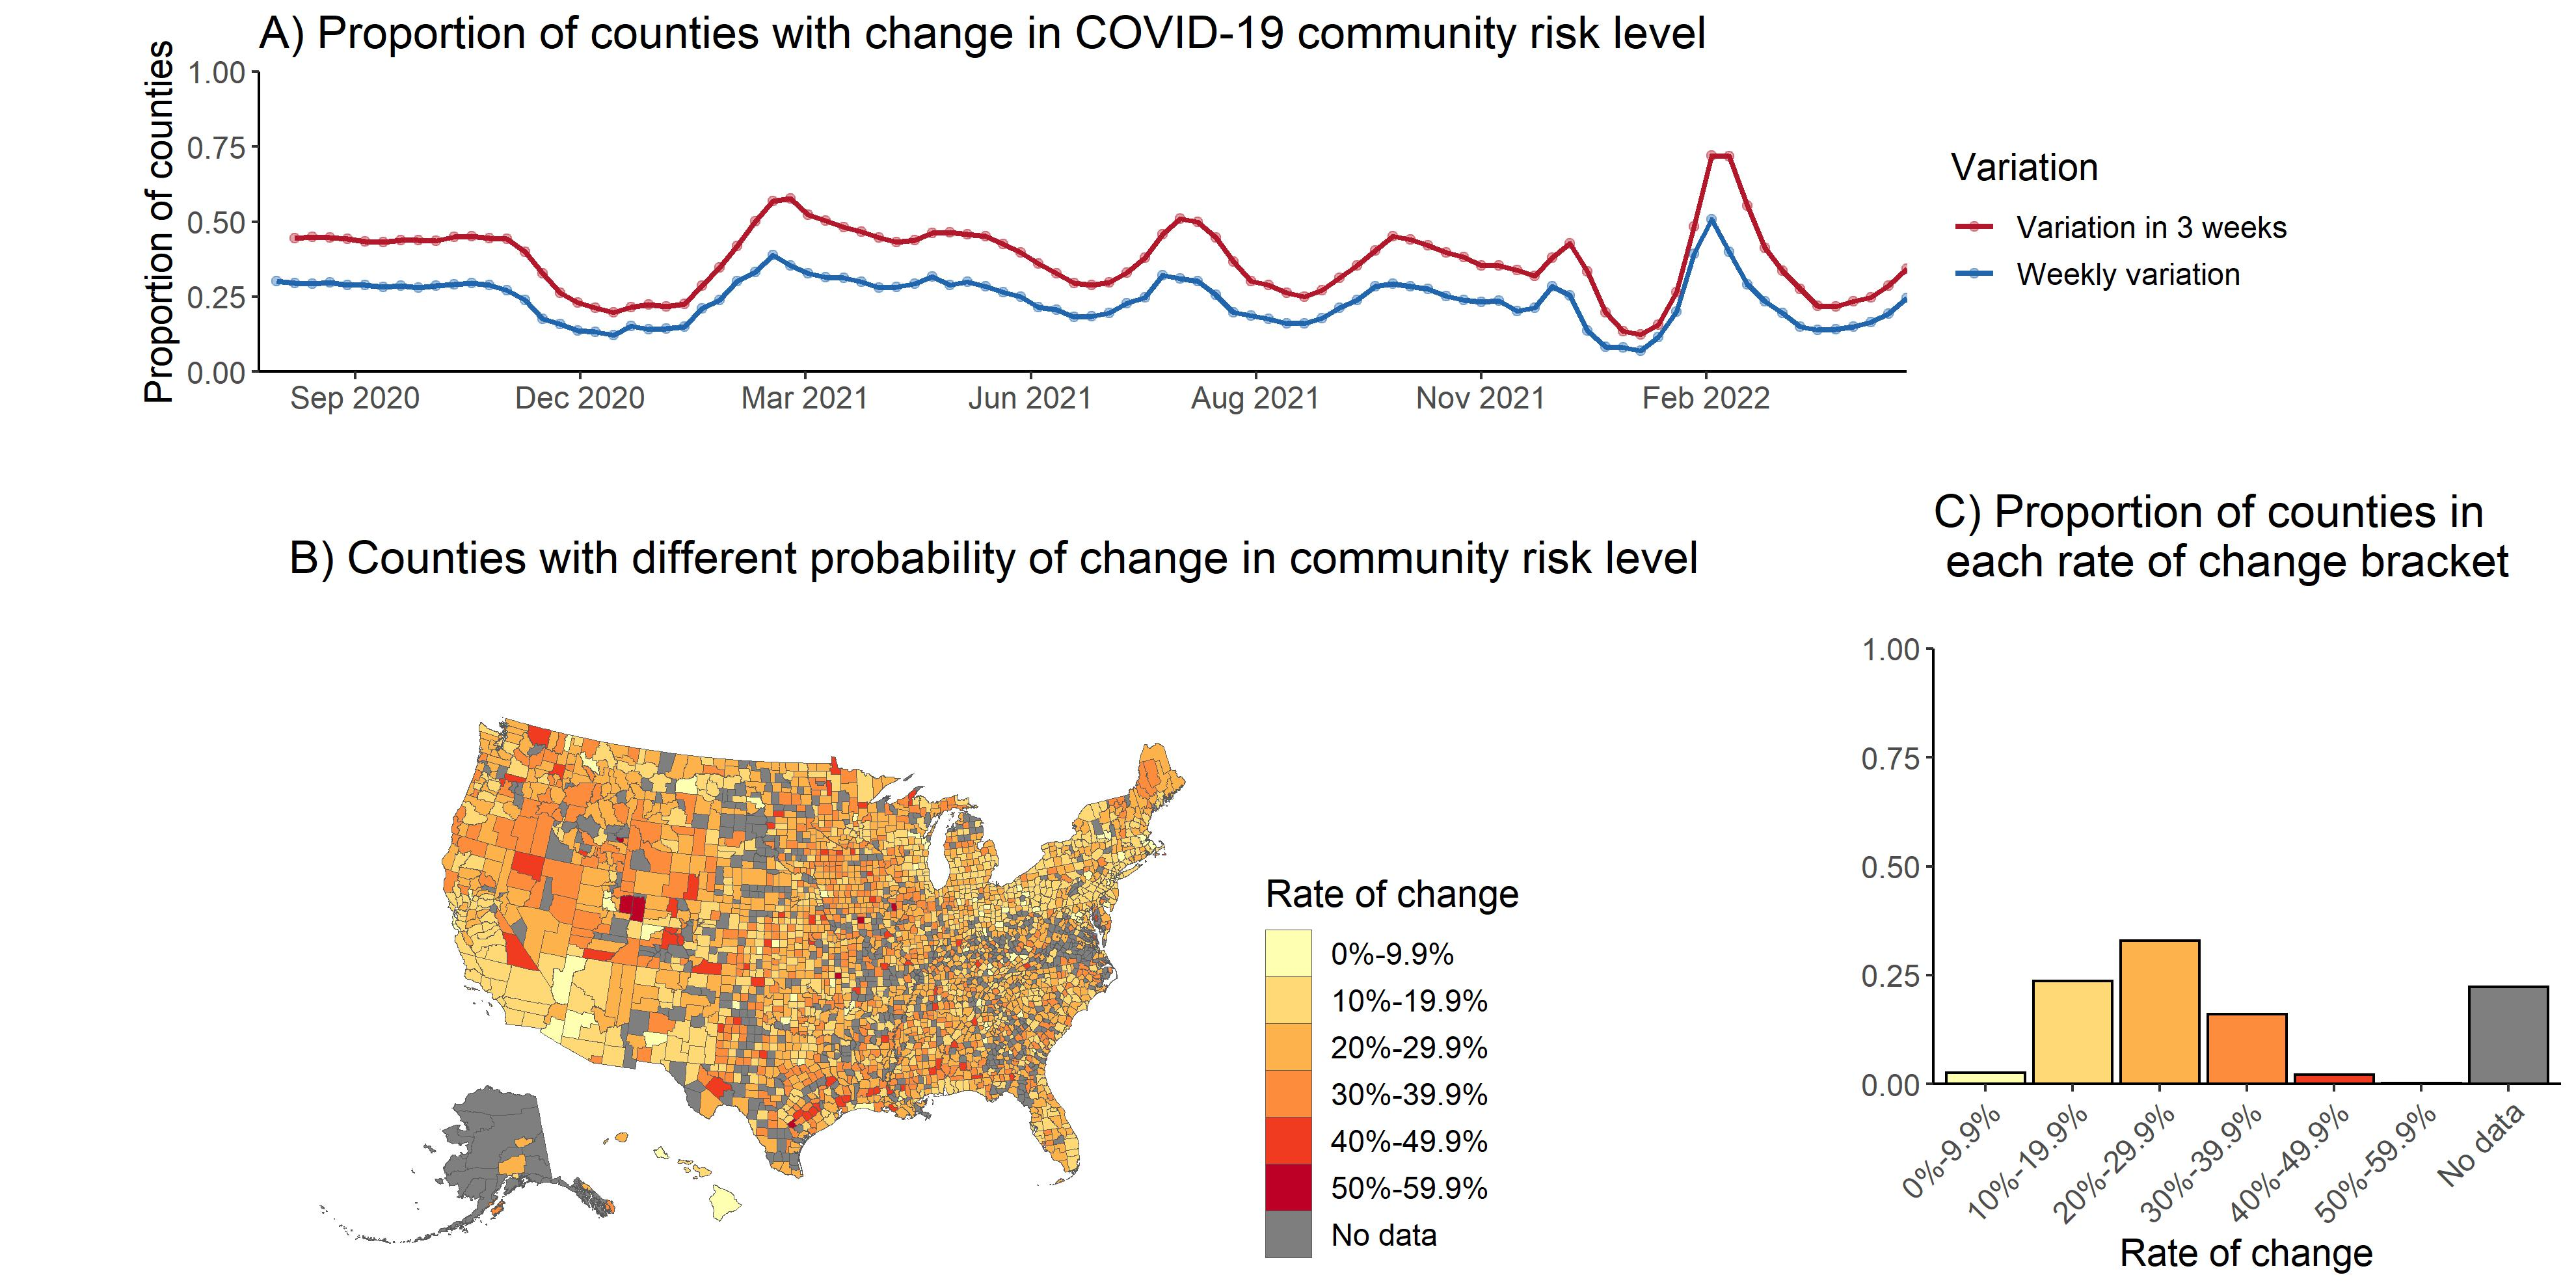 A) Proportion of counties with change in COVID-19 community risk level
Proportion of counties
1.00
0.75
0.50
0.25
0.00
Sep 2020 Dec 2020 Mar 2021 Jun 2021 Aug 2021 Nov 2021 Feb 2022
Variation
Variation in 3 weeks
Weekly variation
B) Counties with different probability of change in community risk level
Rate of change
0%-9.9%
10%-19.9%
20%-29.9%
30%-39.9%
40%-49.9%
50%-59.9%
No data
C) Proportion of counties in
each rate of change bracket
1.00
0.75
0.50
0.25
0.00
0%-9.9% 10%-19.9% 20%-29.9% 30%-39.9% 40%-49.9% 50%-59.9% No data
Rate of change